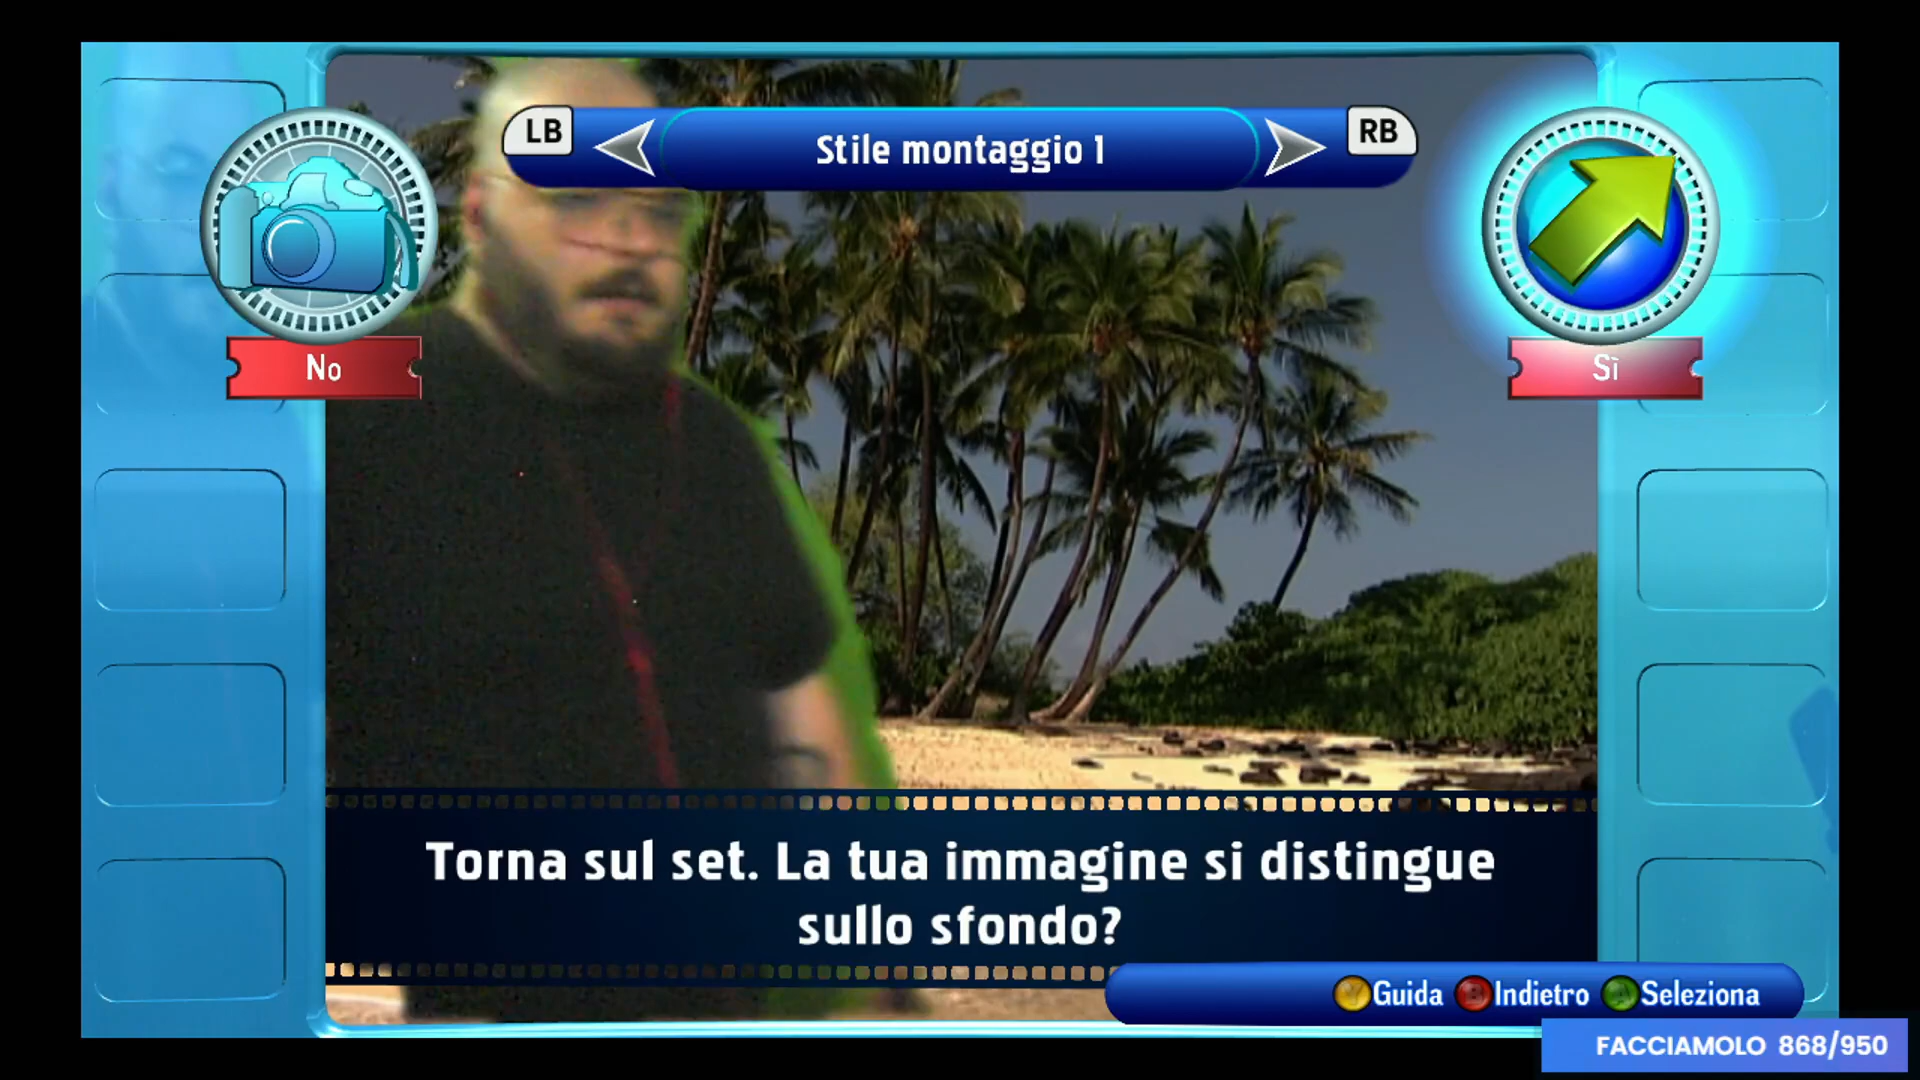 LB
Stile montaggio 1
RB
No
Sì
Torna sul set. La tua immagine si distingue
sullo sfondo?
Y Guida B Indietro A Seleziona
FACCIAMOLO 868/950